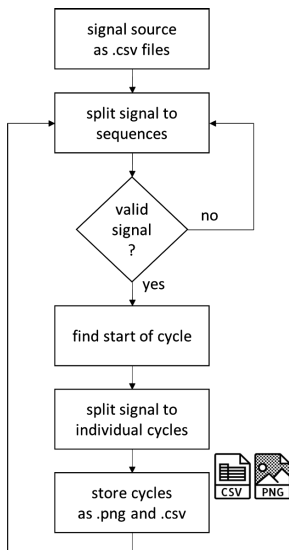 signal source
as .csv files
split signal to
sequences
valid
signal
?
no
yes
find start of cycle
split signal to
individual cycles
store cycles
as .png and .csv
CSV
PNG